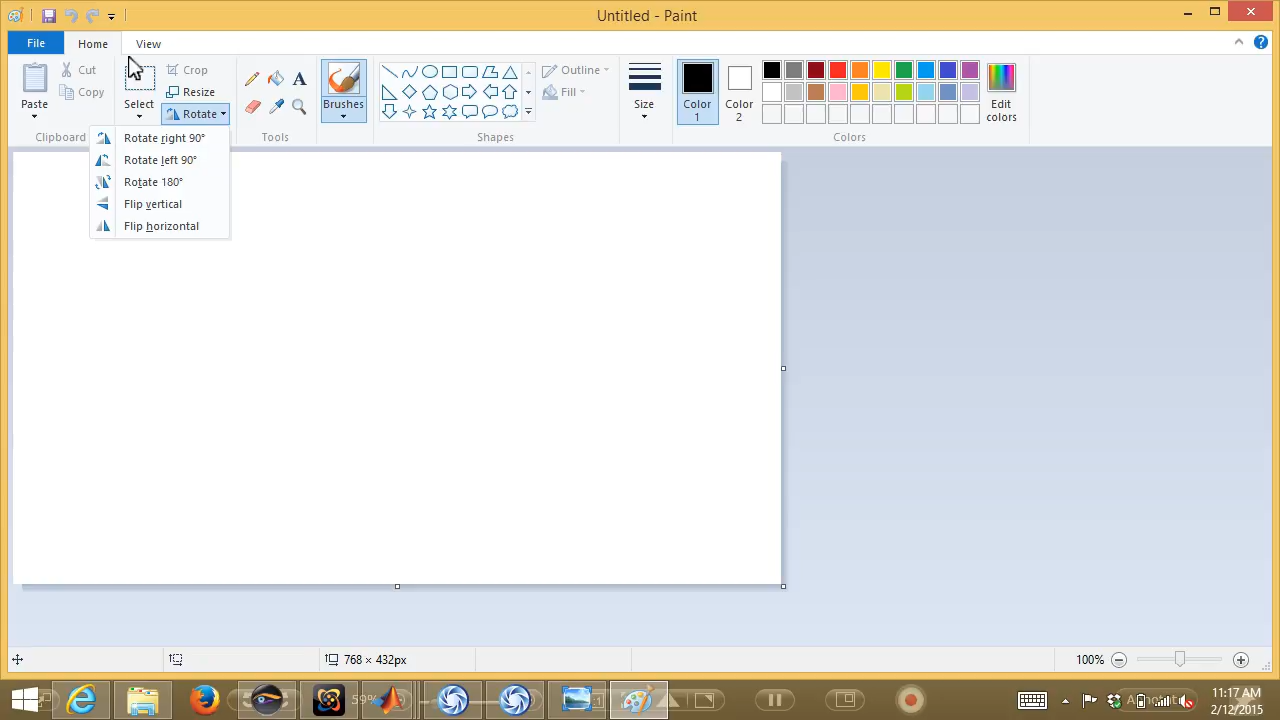 Untitled - Paint
File
Home
View
Paste
Cut
Copy
Clipboard
Select
Crop
Resize
Rotate
Rotate right 90°
Rotate left 90°
Rotate 180°
Flip vertical
Flip horizontal
A
Tools
Brushes
Shapes
Outline
Fill
Size
Color
1
Color
2
Edit
colors
Colors
768 × 432px
100%
59%
11:17 AM
2/12/2015